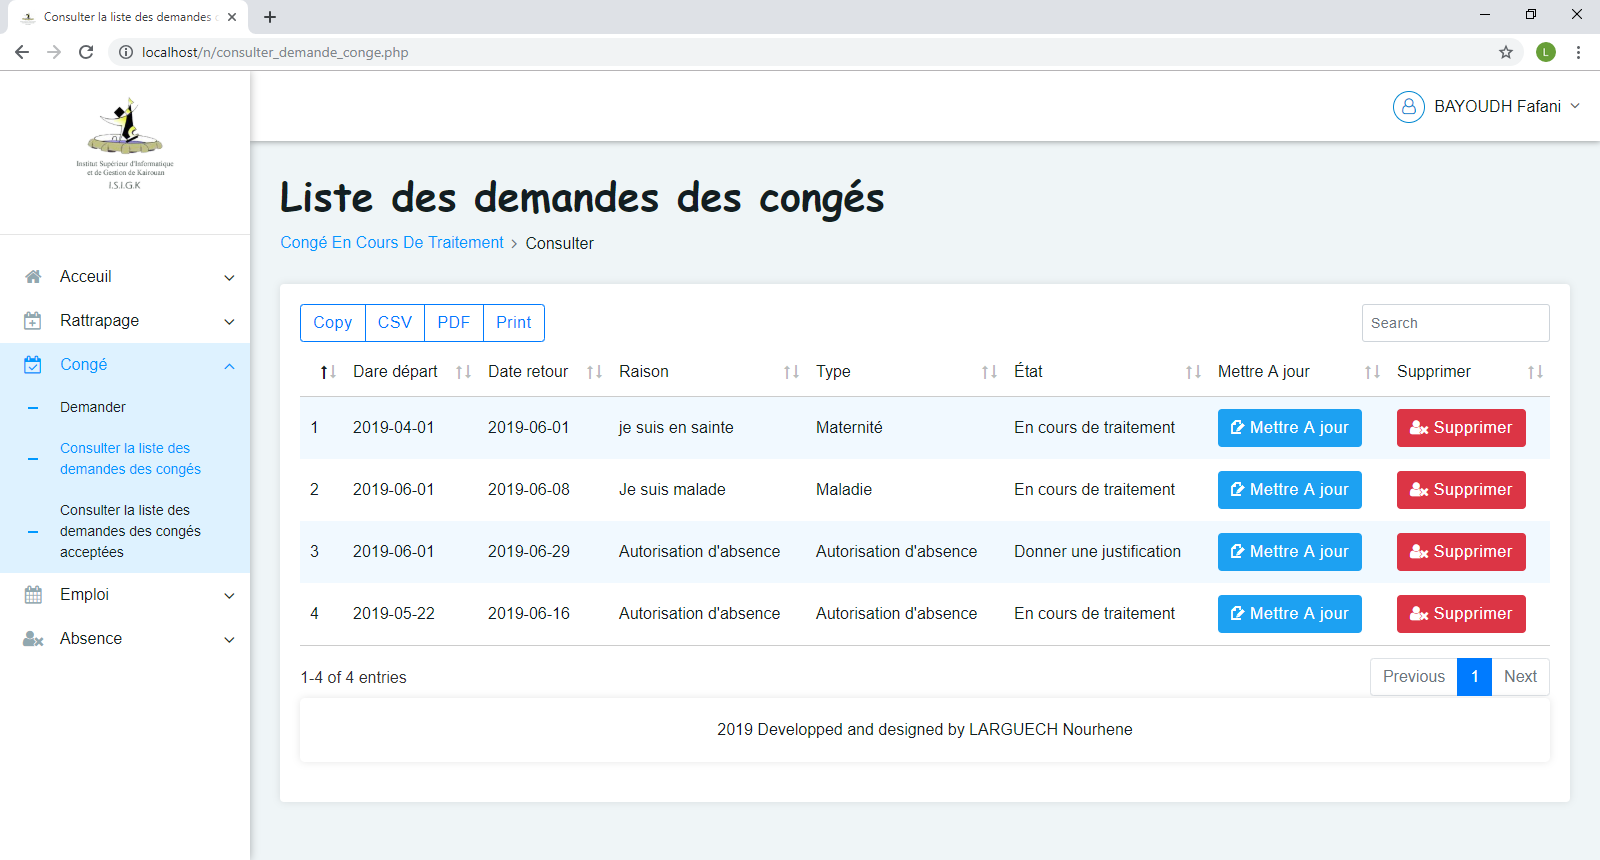 Consulter la liste des demandes
localhost/n/consulter_demande_conge.php
L
Institut Supérieur d'Informatique
et de Gestion de Kairouan
I.S.I.G.K
BAYOUDH Fafani
Acceuil
Rattrapage
Congé
Demander
Consulter la liste des
demandes des congés
Consulter la liste des
demandes des congés
acceptées
Emploi
Absence
Liste des demandes des congés
Congé En Cours De Traitement > Consulter
Copy CSV PDF Print
Search
Dare départ Date retour Raison Type État Mettre A jour Supprimer
1 2019-04-01 2019-06-01 je suis en sainte Maternité En cours de traitement Mettre A jour Supprimer
2 2019-06-01 2019-06-08 Je suis malade Maladie En cours de traitement Mettre A jour Supprimer
3 2019-06-01 2019-06-29 Autorisation d'absence Autorisation d'absence Donner une justification Mettre A jour Supprimer
4 2019-05-22 2019-06-16 Autorisation d'absence Autorisation d'absence En cours de traitement Mettre A jour Supprimer
1-4 of 4 entries
Previous 1 Next
2019 Developped and designed by LARGUECH Nourhene